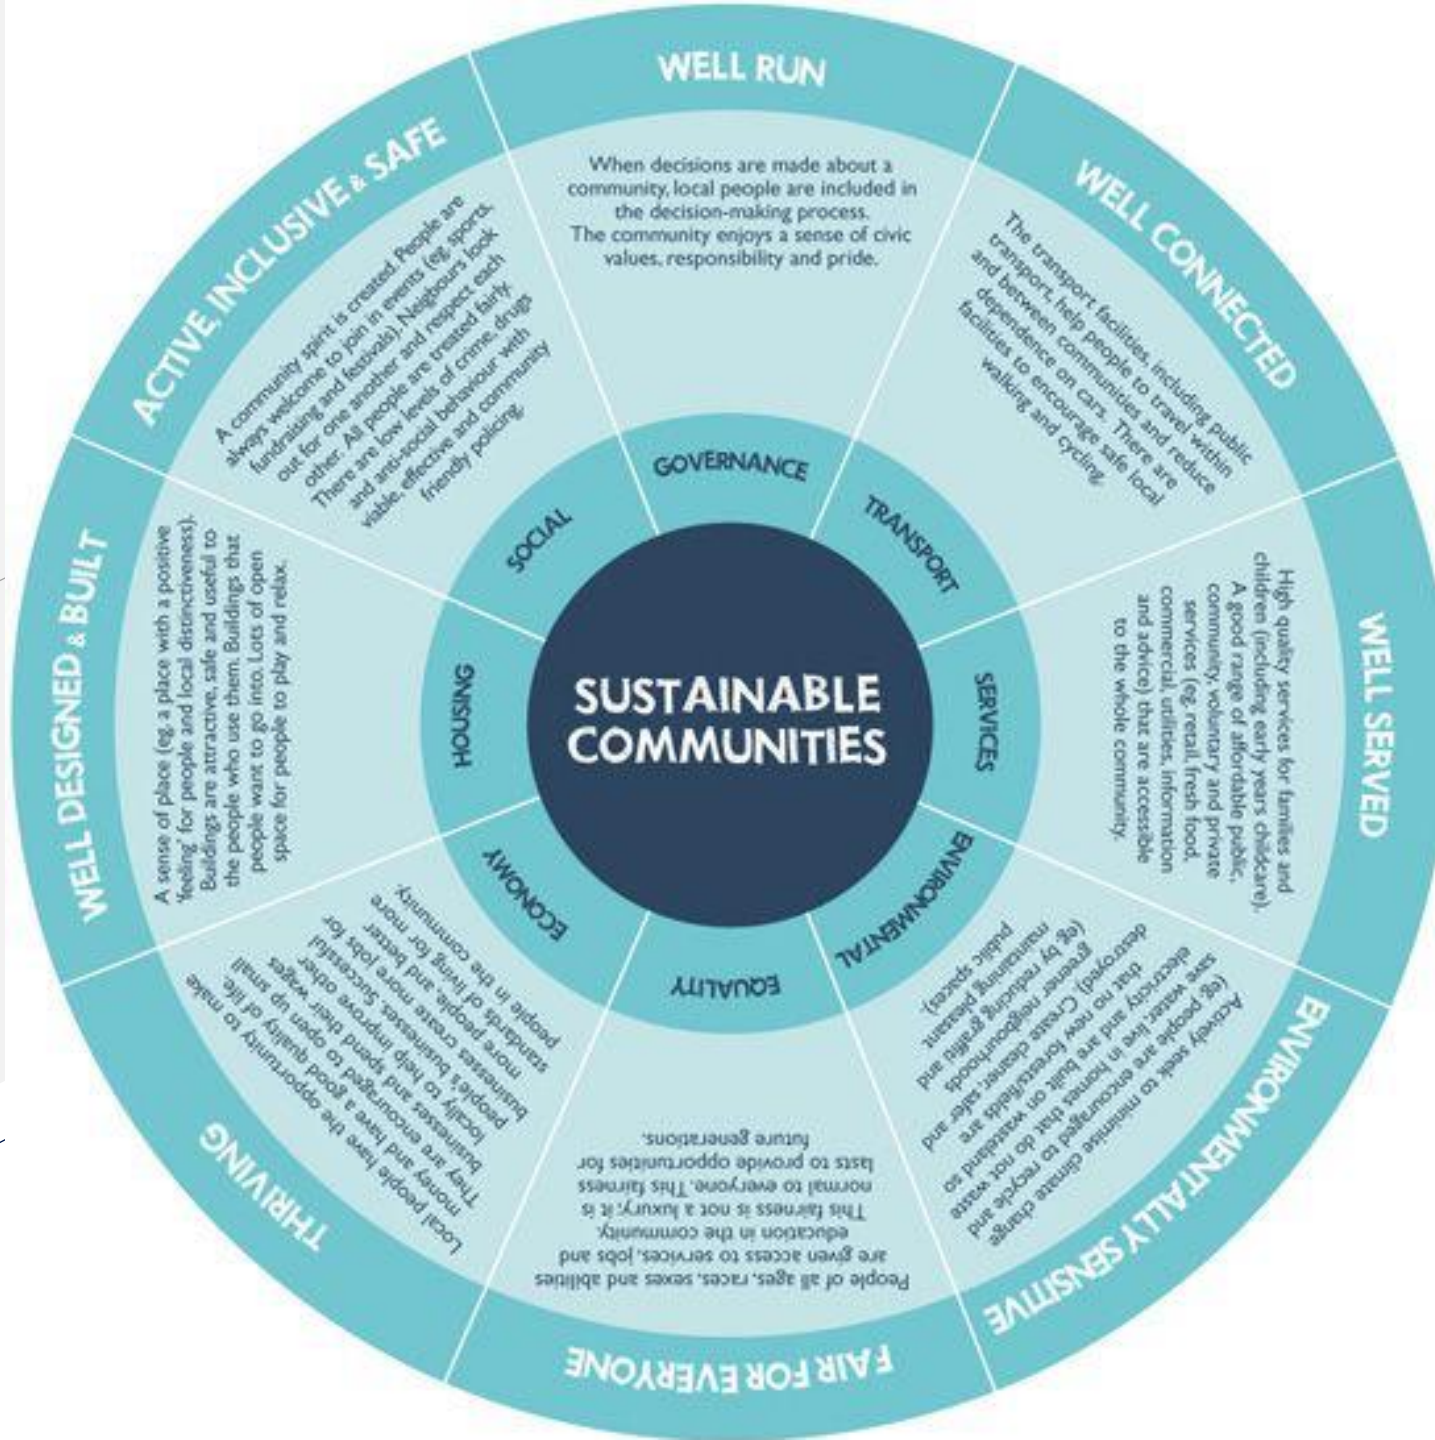 WELL RUN
When decisions are made about a
community, local people are included in
the decision-making process.
The community enjoys a sense of civic
values, responsibility and pride.
GOVERNANCE
WELL CONNECTED
The transport facilities, including public
transport, help people to travel within
and between communities and reduce
dependence on cars. There are
facilities to encourage safe local
walking and cycling.
TRANSPORT
WELL SERVED
High quality services for families and
children (including early years childcare).
A good range of affordable public,
community, voluntary and private
services (eg. retail, fresh food,
commercial, utilities, information
and advice) that are accessible
to the whole community.
SERVICES
ENVIRONMENTALLY SENSITIVE
Actively seek to minimise climate change
(eg. people are encouraged to recycle and
save water live in homes that do not waste
electricity and are built on wasteland so
that no new forests/fields are
destroyed). Create cleaner, safer and
greener neighbourhoods
(eg by reducing graffiti and
maintaining pleasant
public spaces).
ENVIRONMENTAL
FAIR FOR EVERYONE
People of all ages, races, sexes and abilities
are given access to services, jobs and
education in the community.
This fairness is not a luxury; it is
normal to everyone. This fairness
lasts to provide opportunities for
future generations.
EQUALITY
THRIVING
Local people have the opportunity to make
money and have a good quality of life.
They are encouraged to open up small
businesses and spend their wages
locally to help improve other
people's businesses. Successful
businesses create more jobs for
more people, and better
standards of living for more
people in the community.
ECONOMY
WELL DESIGNED & BUILT
A sense of place (eg. a place with a positive
'feeling' for people and local distinctiveness).
Buildings are attractive, safe and useful to
the people who use them. Buildings that
people want to go into. Lots of open
space for people to play and relax.
HOUSING
ACTIVE, INCLUSIVE & SAFE
A community spirit is created. People are
always welcome to join in events (eg. sports,
fundraising and festivals). Neigbours look
out for one another and respect each
other. All people are treated fairly.
There are low levels of crime, drugs
and anti-social behaviour with
viable, effective and community
friendly policing.
SOCIAL
SUSTAINABLE
COMMUNITIES